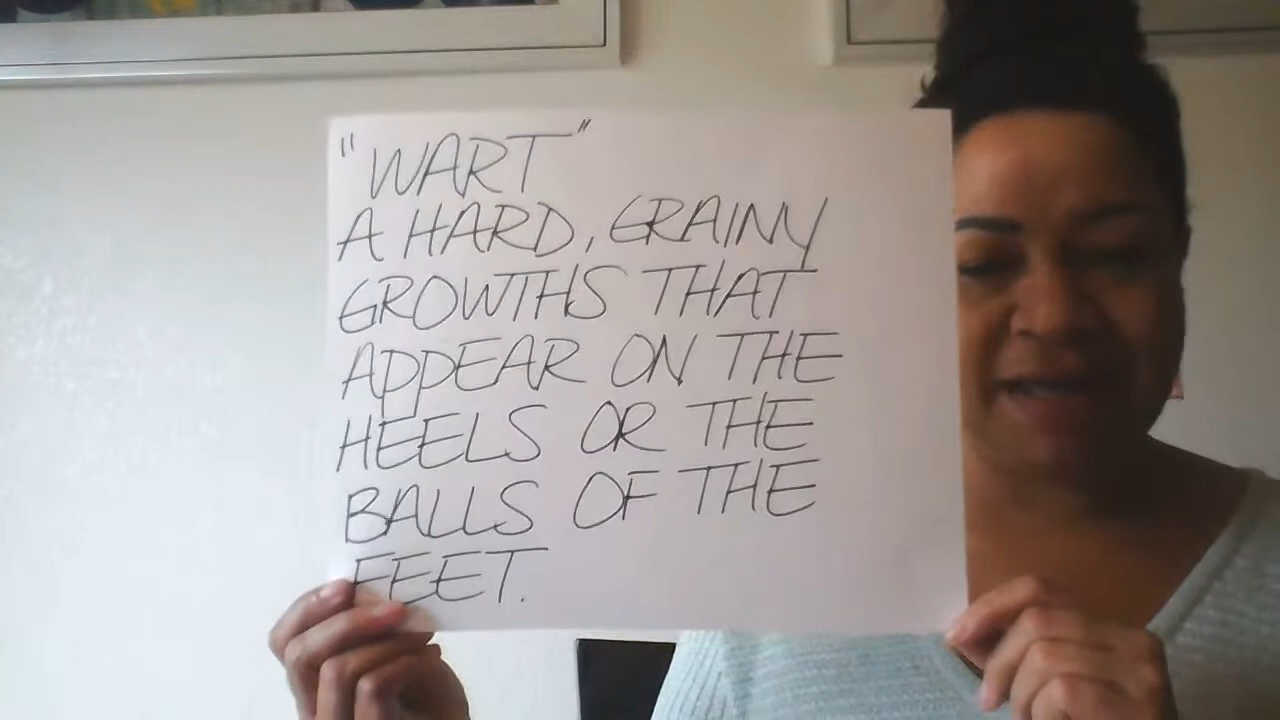 "WART"
A HARD, GRAINY
GROWTHS THAT
APPEAR ON THE
HEELS OR THE
BALLS OF THE
FEET.